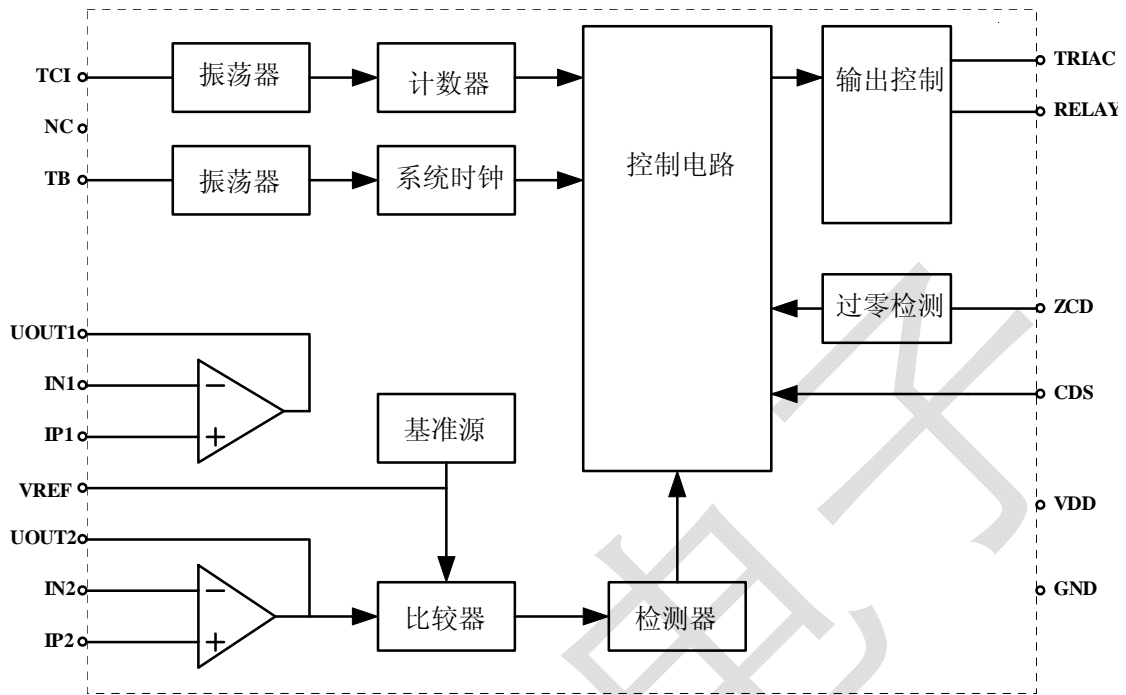 TCI
振荡器
计数器
控制电路
输出控制
TRIAC
NC
RELAY
TB
振荡器
系统时钟
过零检测
ZCD
UOUT1
IN1
−
CDS
IP1
+
基准源
VREF
VDD
UOUT2
IN2
−
比较器
检测器
GND
IP2
+
电子